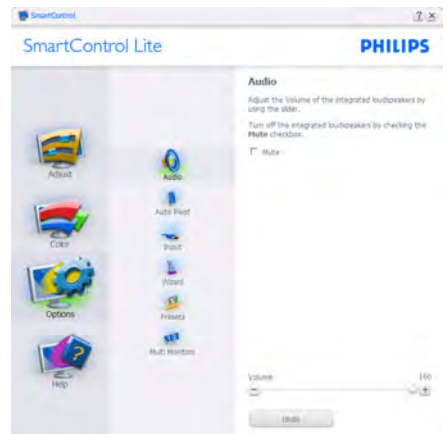 SmartControl
? ×
SmartControl Lite
PHILIPS
Audio
Adjust the Volume of the integrated loudspeakers by
using the slider.
Turn off the integrated loudspeakers by checking the
Mute checkbox.
Mute
Adjust
Color
Options
Help
Audio
Auto Pivot
Input
Wizard
Presets
Multi Monitors
Volume
100
Undo